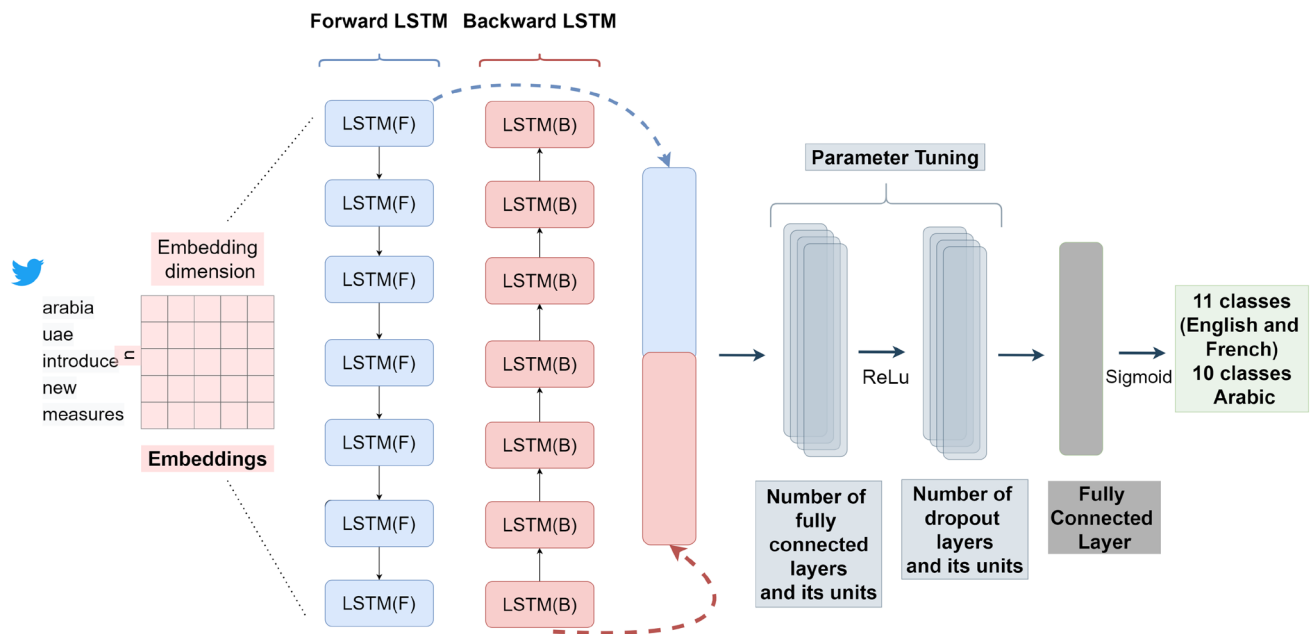 Forward LSTM
Backward LSTM
LSTM(F)
LSTM(F)
LSTM(F)
LSTM(F)
LSTM(F)
LSTM(F)
LSTM(F)
LSTM(B)
LSTM(B)
LSTM(B)
LSTM(B)
LSTM(B)
LSTM(B)
LSTM(B)
Embedding
dimension
arabia
uae
introduce
new
measures
n
Embeddings
Parameter Tuning
ReLu
Sigmoid
11 classes
(English and
French)
10 classes
Arabic
Number of
fully
connected
layers
and its units
Number of
dropout
layers
and its units
Fully
Connected
Layer